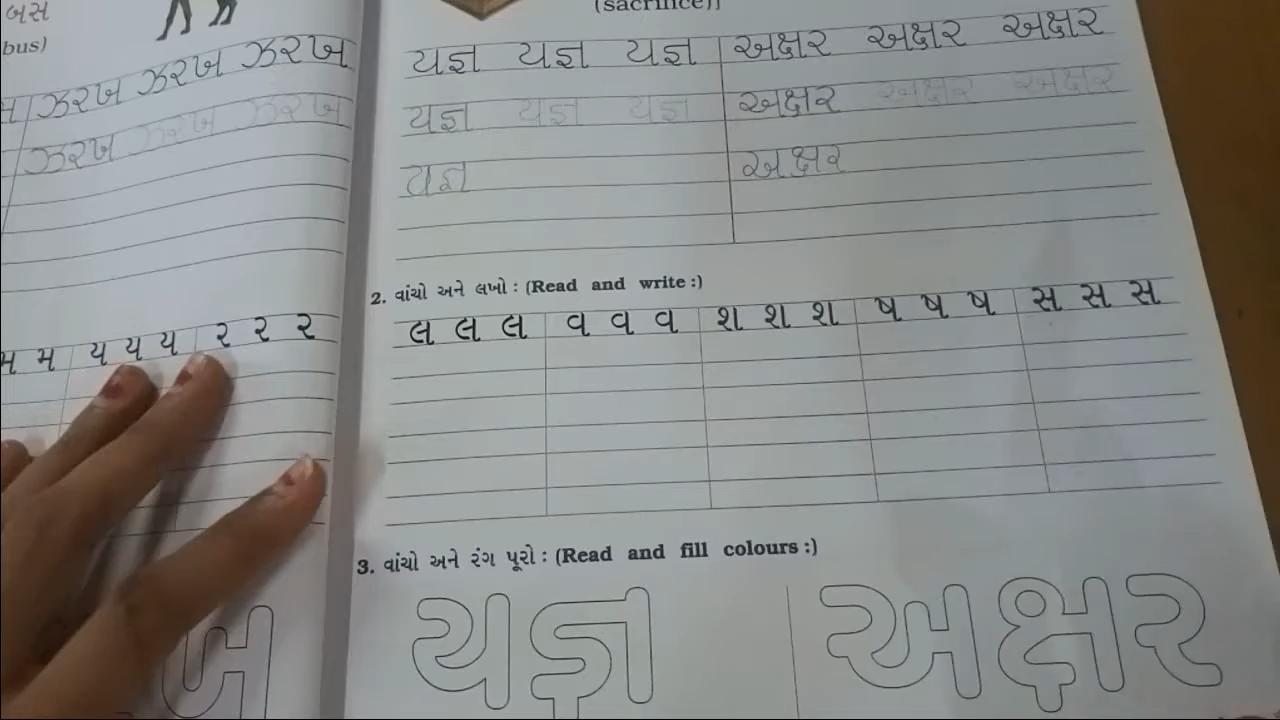 બસ
bus)
ઝરખ ઝરખ ઝરખ
ઝરખ ઝરખ ઝરખ
મ મ ય ય ય ર ર ર
ખ
(sacrifice)]
યજ્ઞ યજ્ઞ યજ્ઞ અક્ષર અક્ષર અક્ષર
યજ્ઞ યજ્ઞ યજ્ઞ અક્ષર અક્ષર અક્ષર
યજ્ઞ અક્ષર
2. વાંચો અને લખો : (Read and write :)
લ લ લ વ વ વ શ શ શ ષ ષ ષ સ સ સ
3. વાંચો અને રંગ પૂરો : (Read and fill colours :)
યજ્ઞ અક્ષર